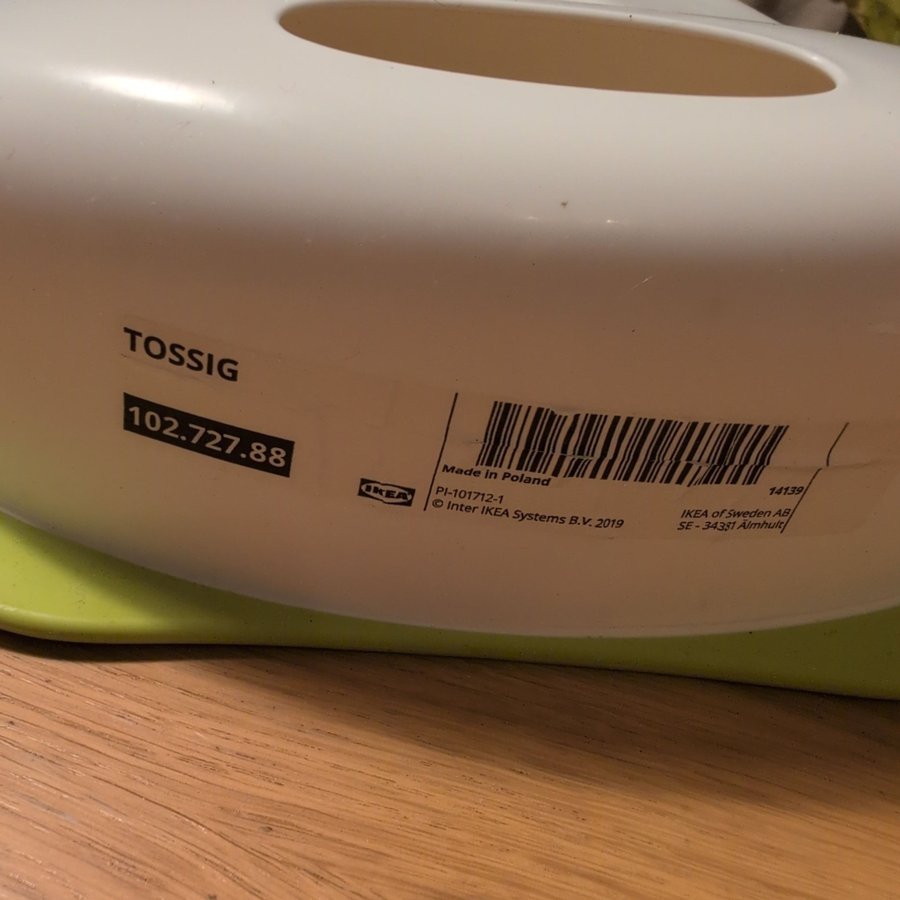 TOSSIG
102.727.88
IKEA
Made in Poland
PI-101712-1
© Inter IKEA Systems B.V. 2019
14139
IKEA of Sweden AB
SE - 34381 Älmhult